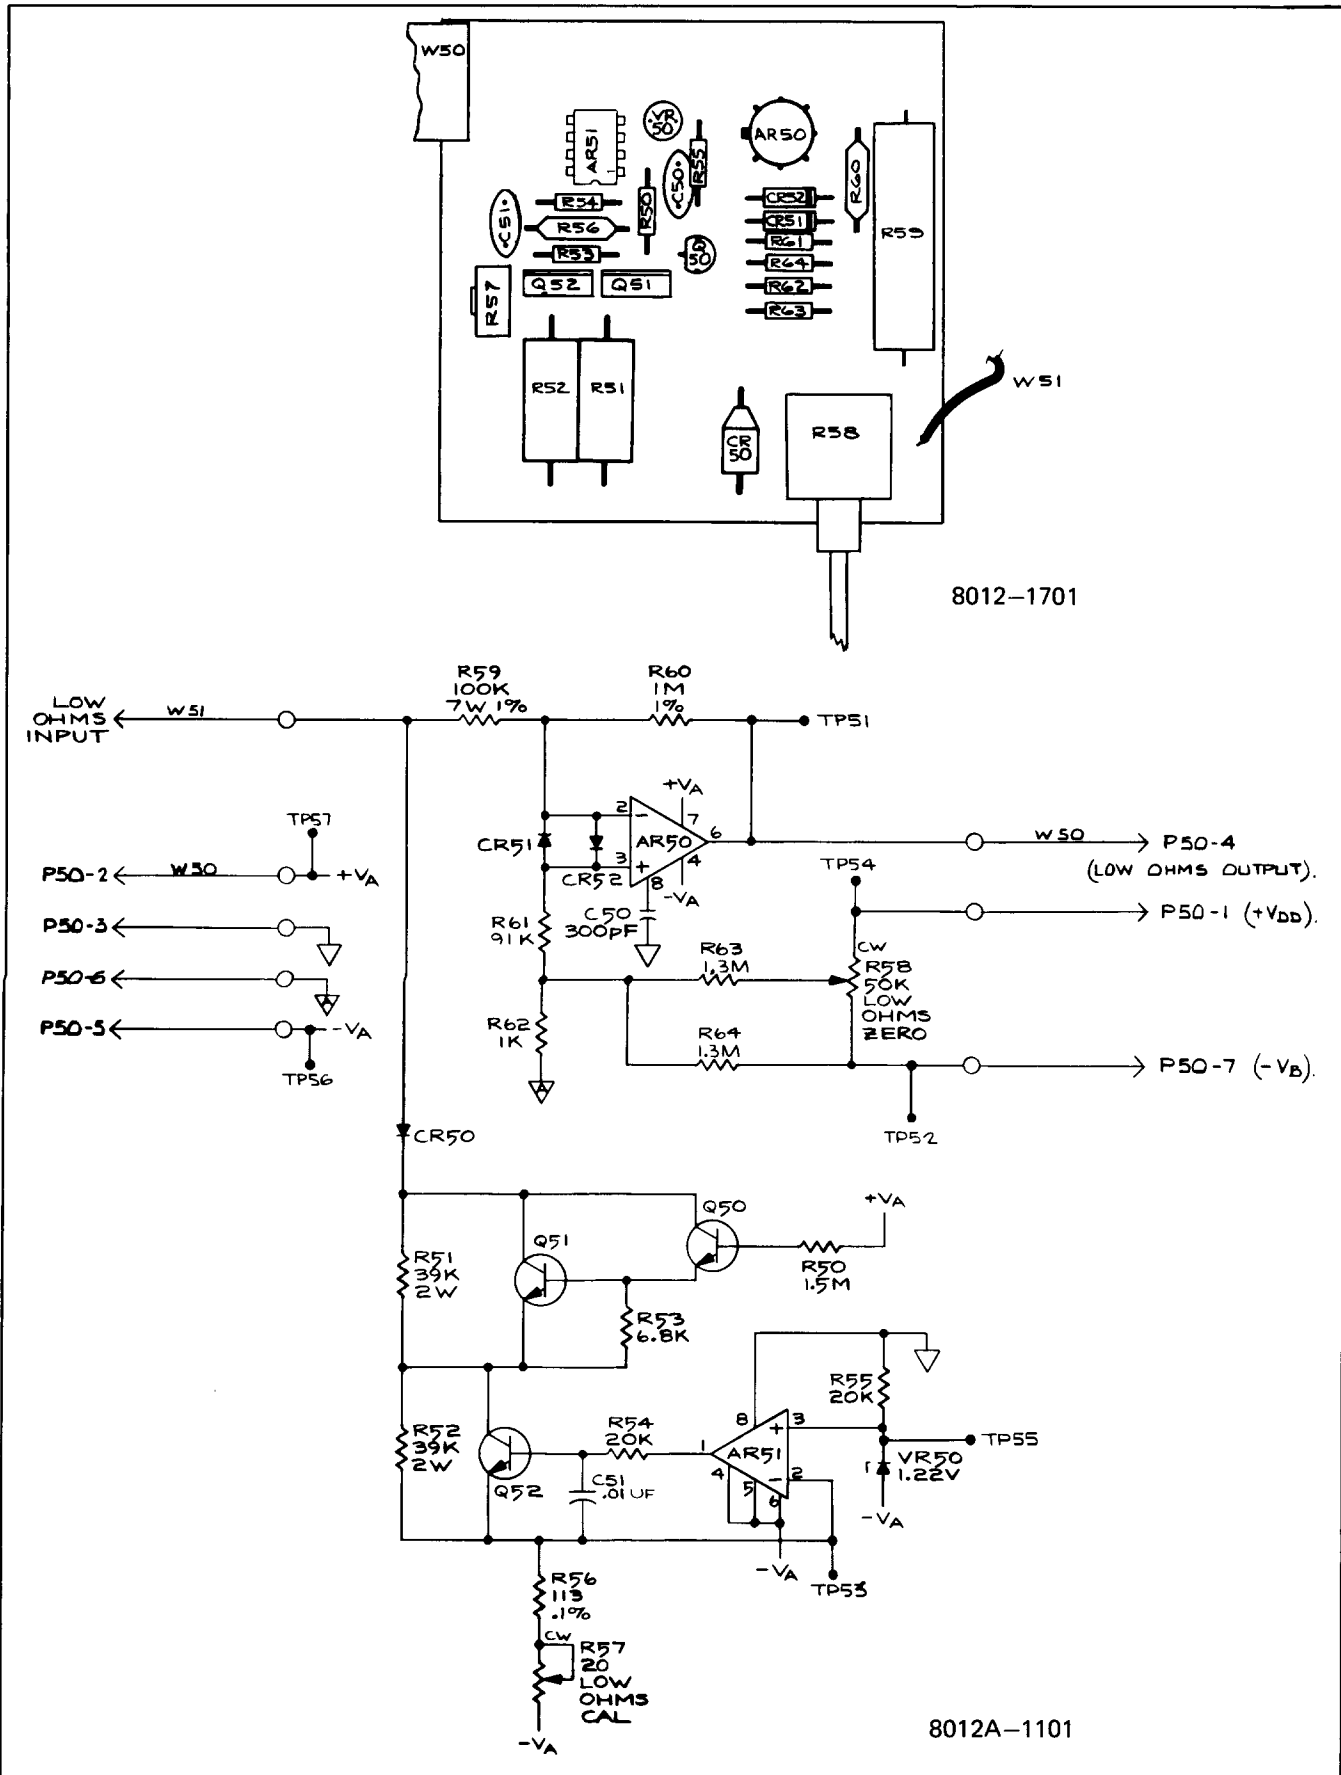 W50
AR51
VR
50
C50
R55
AR50
R60
R59
CR52
CR51
R61
R64
R62
R63
C51
R54
R56
R53
R50
Q
50
R57
Q52
Q51
R52
R51
CR
50
R58
W51
8012-1701
LOW
OHMS
INPUT
W51
R59
100K
7W 1%
R60
1M
1%
TP51
+VA
2
7
AR50
6
3
4
8
-VA
CR51
CR52
C50
300pF
W50
P50-4
(LOW OHMS OUTPUT).
TP57
P50-2
W50
+VA
P50-3
P50-6
A
P50-5
-VA
TP56
TP54
P50-1 (+VDD).
R61
91K
R63
1.3M
CW
R58
50K
LOW
OHMS
ZERO
R62
1K
A
R64
1.3M
P50-7 (-VB).
TP52
CR50
Q50
+VA
R50
1.5M
Q51
R51
39K
2W
R53
6.8K
R55
20K
R52
39K
2W
Q52
R54
20K
C51
.01UF
8
+
3
1
AR51
4
5
6
-
2
TP55
VR50
1.22V
-VA
-VA
TP53
R56
113
.1%
CW
R57
20
LOW
OHMS
CAL
-VA
8012A-1101